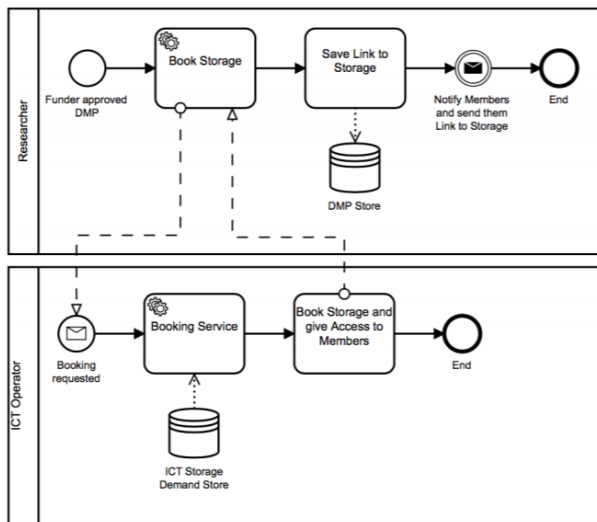 Researcher
Book Storage
Save Link to
Storage
Funder approved
DMP
Notify Members
and send them
Link to Storage
End
DMP Store
ICT Operator
Booking Service
Book Storage and
give Access to
Members
Booking
requested
End
ICT Storage
Demand Store